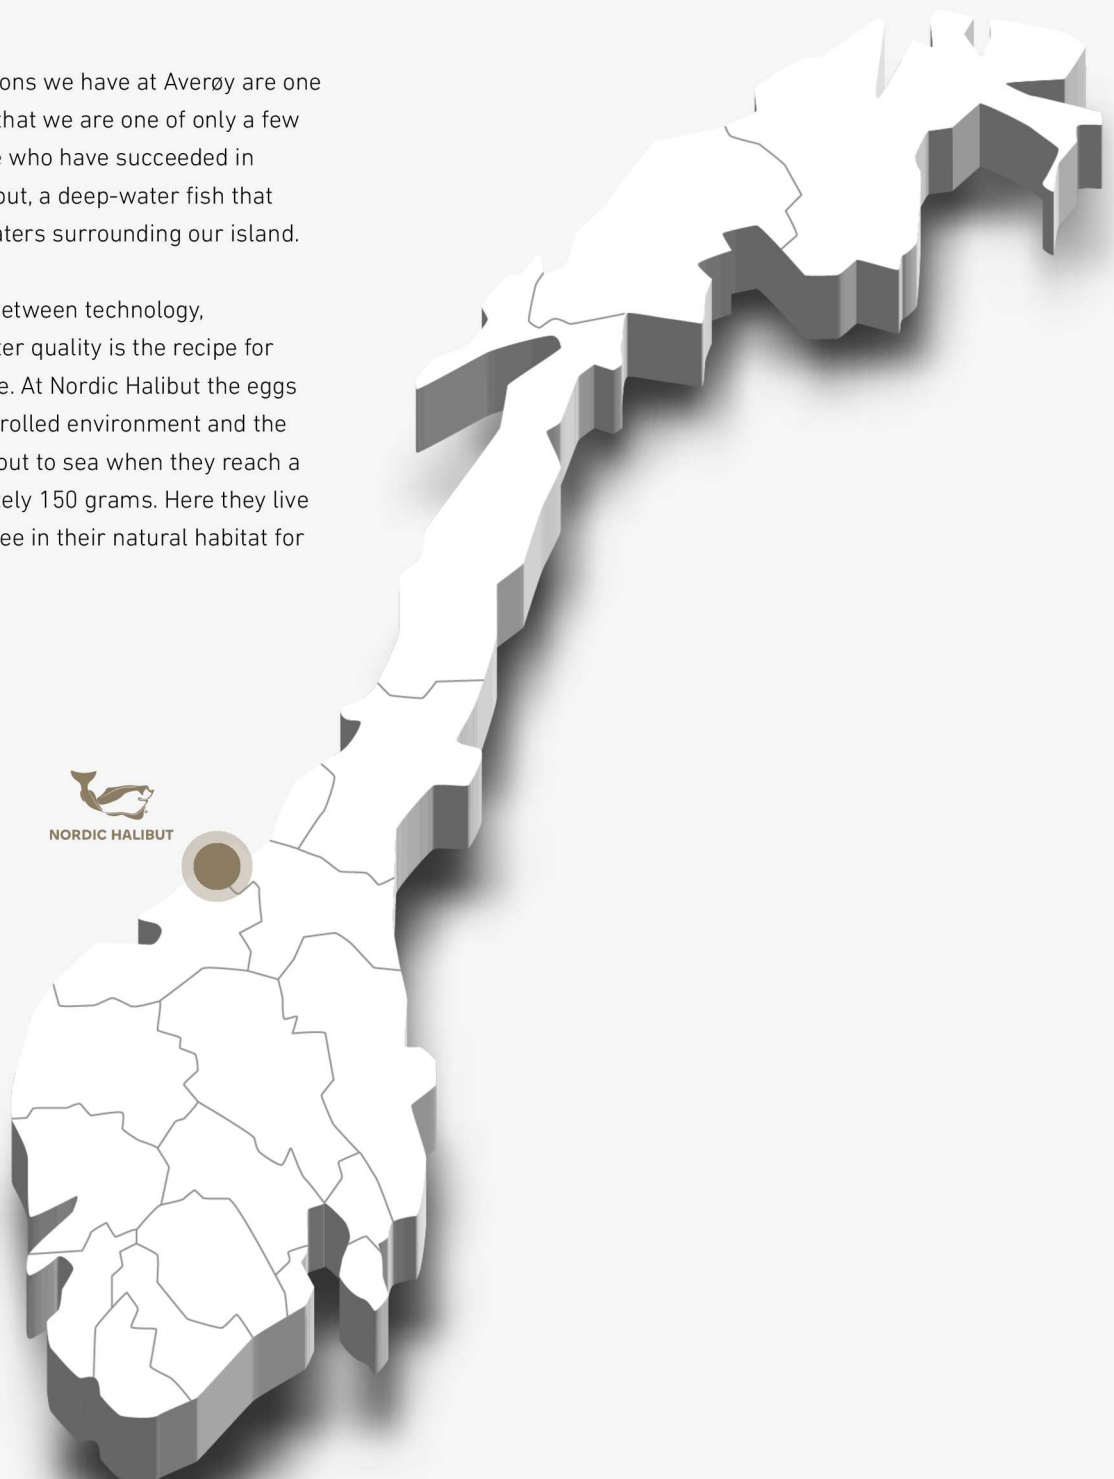 ons we have at Averøy are one
that we are one of only a few
who have succeeded in
out, a deep-water fish that
aters surrounding our island.
etween technology,
er quality is the recipe for
e. At Nordic Halibut the eggs
rolled environment and the
out to sea when they reach a
ely 150 grams. Here they live
ee in their natural habitat for
NORDIC HALIBUT